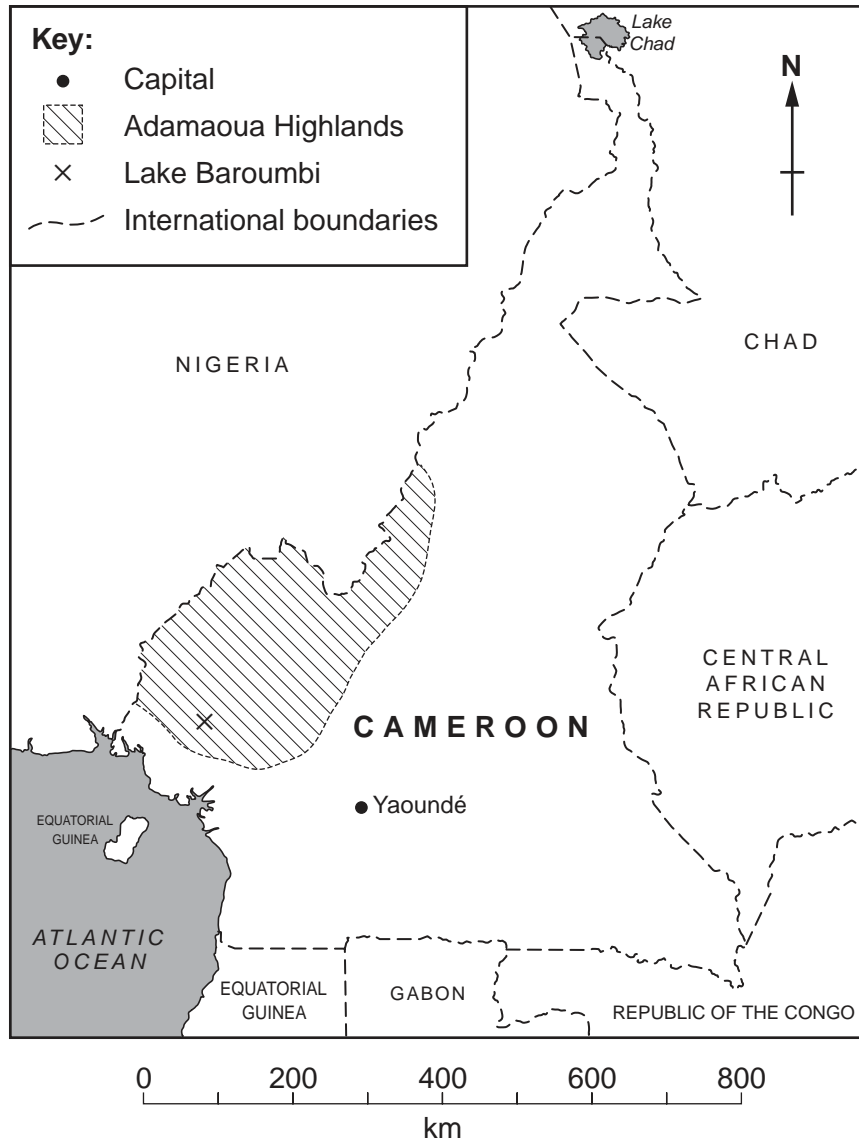 Key:
Capital
Adamaoua Highlands
Lake Baroumbi
International boundaries
Lake
Chad
N
NIGERIA
CHAD
CENTRAL
AFRICAN
REPUBLIC
CAMEROON
Yaoundé
EQUATORIAL
GUINEA
ATLANTIC
OCEAN
EQUATORIAL
GUINEA
GABON
REPUBLIC OF THE CONGO
0 200 400 600 800
km